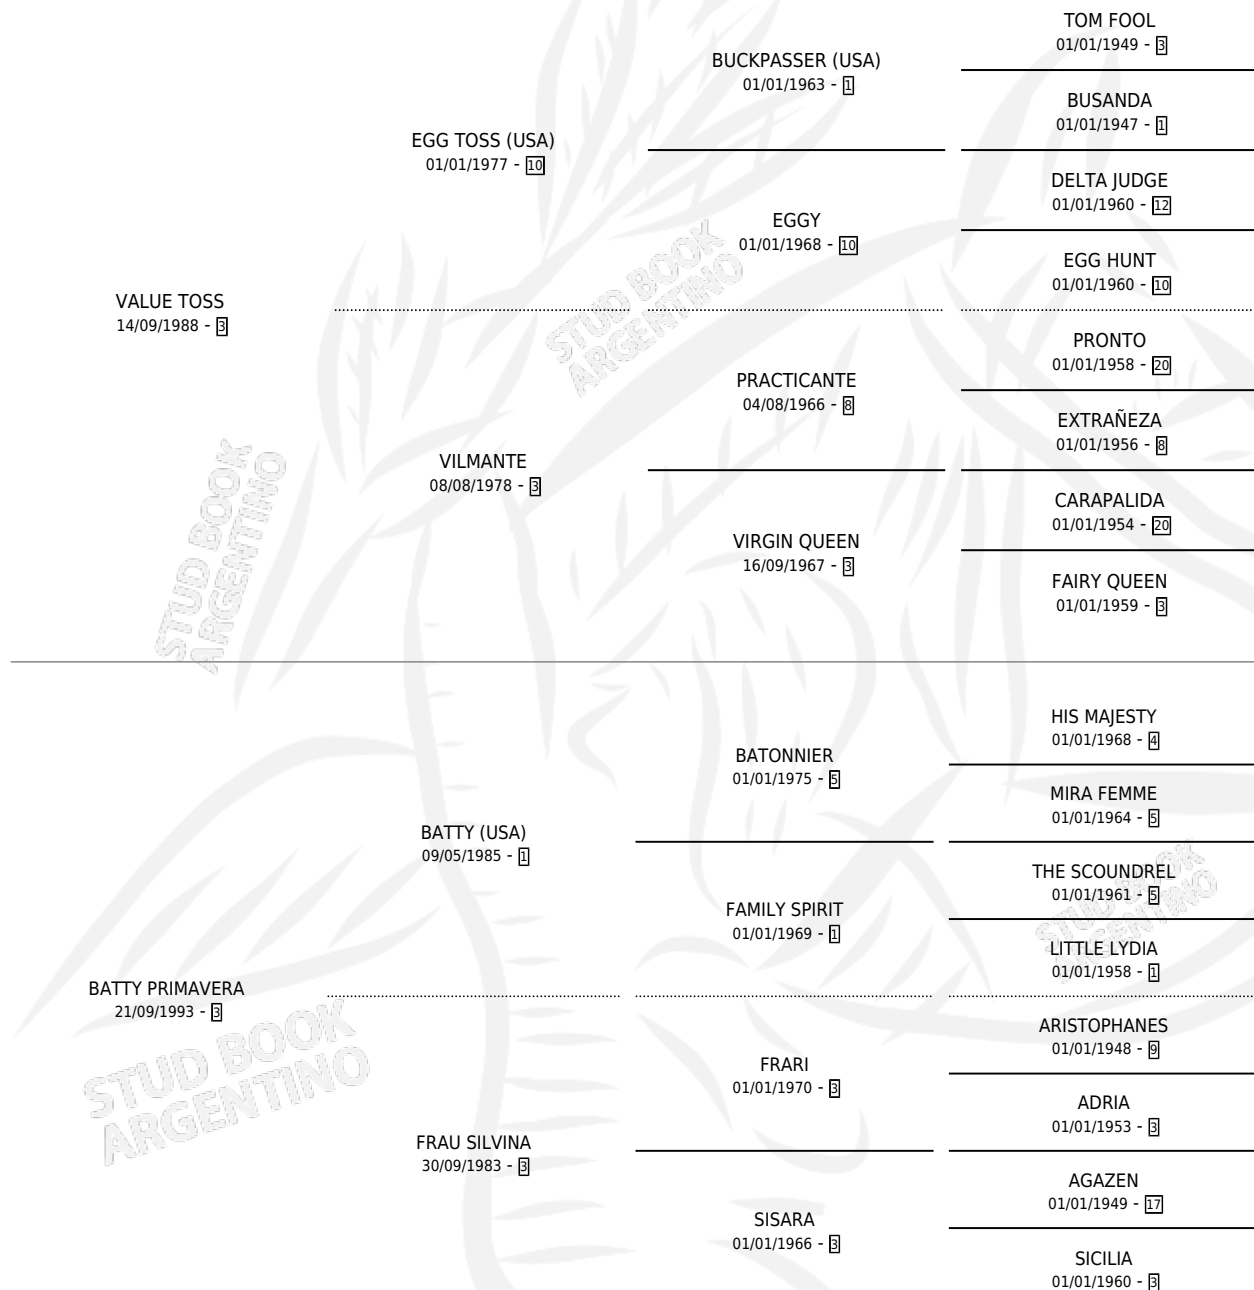 TOM FOOL
01/01/1949 - 3
BUCKPASSER (USA)
01/01/1963 - 1
BUSANDA
01/01/1947 - 1
EGG TOSS (USA)
01/01/1977 - 10
DELTA JUDGE
01/01/1960 - 12
EGGY
01/01/1968 - 10
EGG HUNT
01/01/1960 - 10
VALUE TOSS
14/09/1988 - 3
PRONTO
01/01/1958 - 20
PRACTICANTE
04/08/1966 - 8
EXTRAÑEZA
01/01/1956 - 8
VILMANTE
08/08/1978 - 3
CARAPALIDA
01/01/1954 - 20
VIRGIN QUEEN
16/09/1967 - 3
FAIRY QUEEN
01/01/1959 - 3
HIS MAJESTY
01/01/1968 - 4
BATONNIER
01/01/1975 - 5
MIRA FEMME
01/01/1964 - 5
BATTY (USA)
09/05/1985 - 1
THE SCOUNDREL
01/01/1961 - 5
FAMILY SPIRIT
01/01/1969 - 1
LITTLE LYDIA
01/01/1958 - 1
BATTY PRIMAVERA
21/09/1993 - 3
ARISTOPHANES
01/01/1948 - 9
FRARI
01/01/1970 - 3
ADRIA
01/01/1953 - 3
FRAU SILVINA
30/09/1983 - 3
AGAZEN
01/01/1949 - 17
SISARA
01/01/1966 - 3
SICILIA
01/01/1960 - 3
STUD BOOK
ARGENTINO
STUD BOOK
ARGENTINO
STUD BOOK
ARGENTINO
STUD BOOK
ARGENTINO